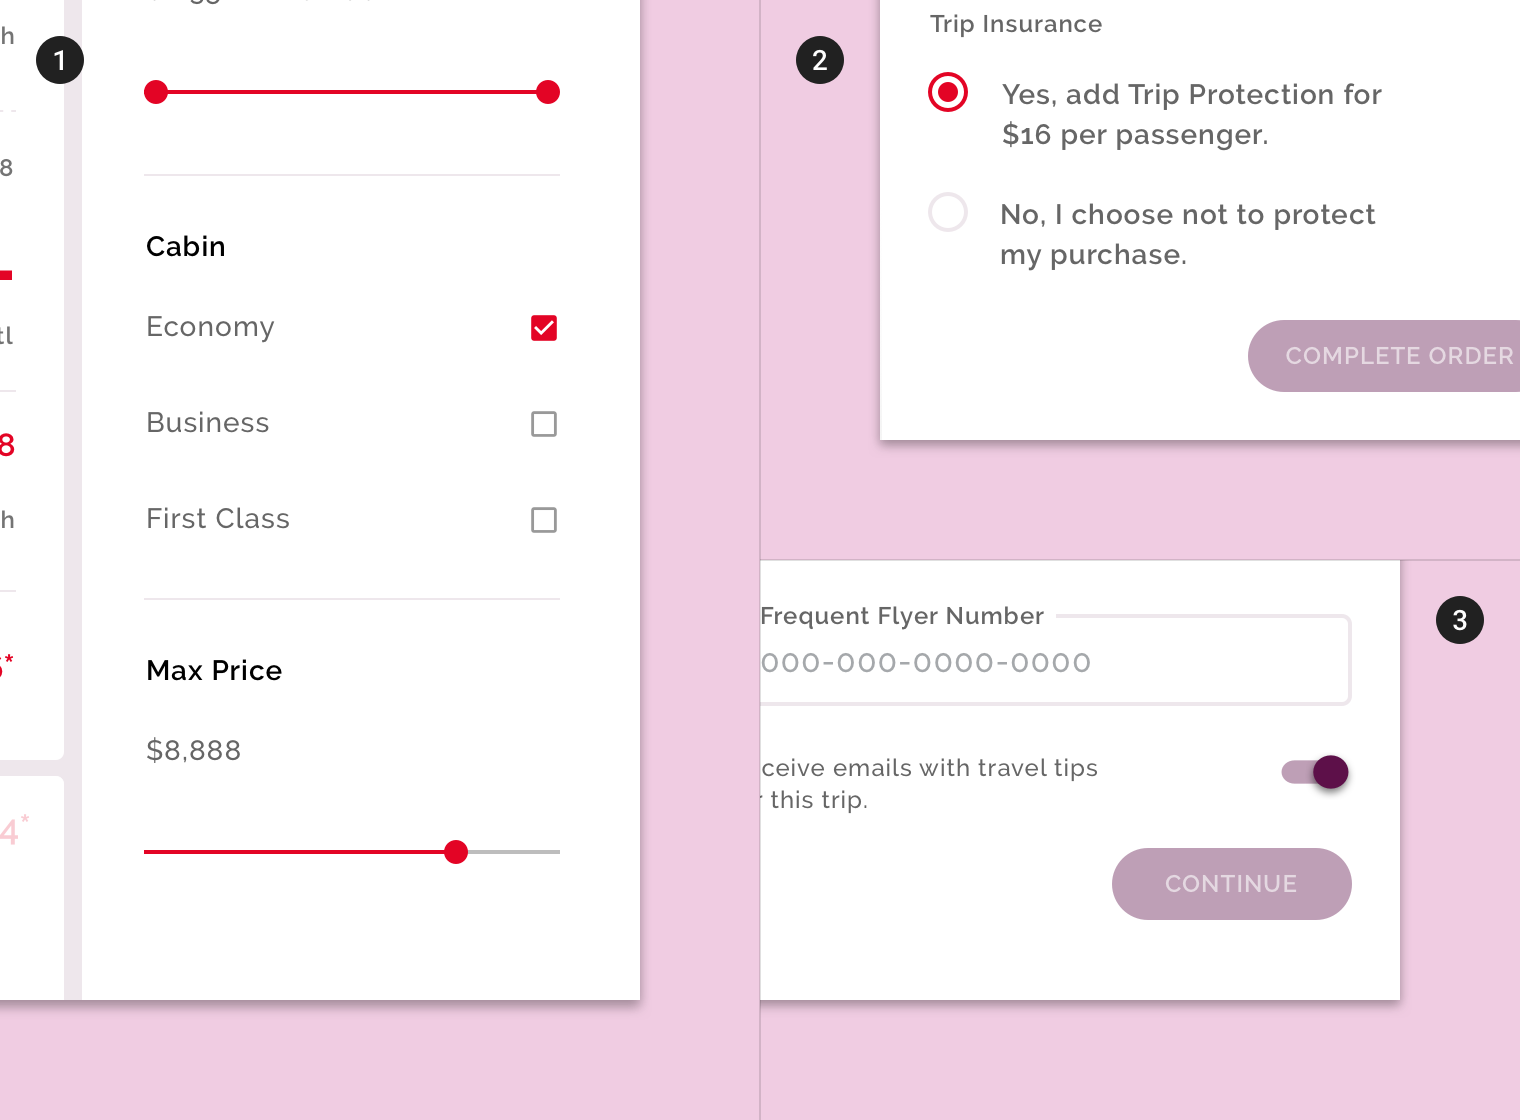 1
h
8
tl
8
h
*
4*
Cabin
Economy
Business
First Class
Max Price
$8,888
2
Trip Insurance
Yes, add Trip Protection for
$16 per passenger.
No, I choose not to protect
my purchase.
COMPLETE ORDER
3
Frequent Flyer Number
000-000-0000-0000
ceive emails with travel tips
this trip.
CONTINUE